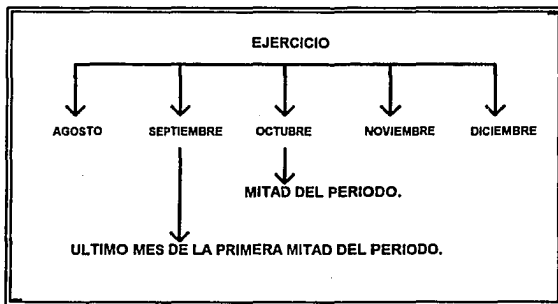 EJERCICIO
AGOSTO SEPTIEMBRE OCTUBRE NOVIEMBRE DICIEMBRE
MITAD DEL PERIODO.
ULTIMO MES DE LA PRIMERA MITAD DEL PERIODO.